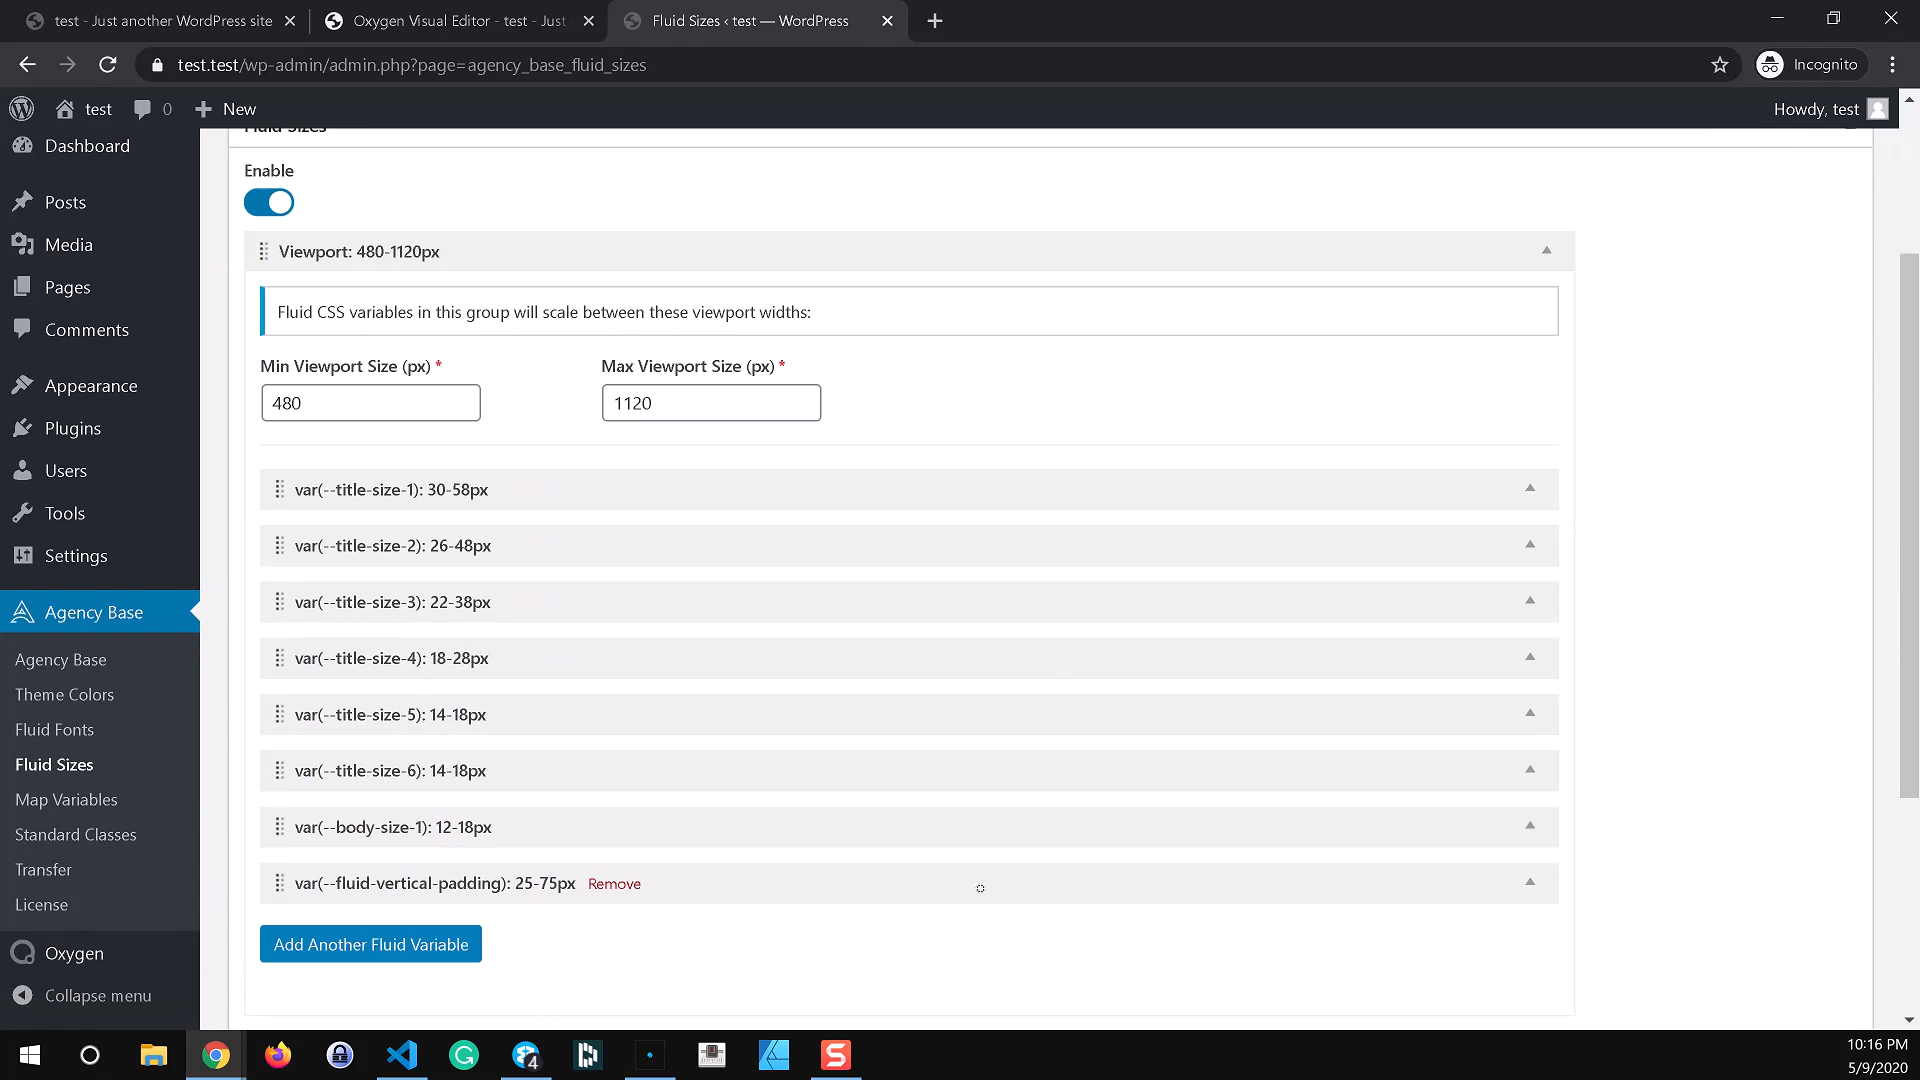 test - Just another WordPress site
Oxygen Visual Editor - test - Just
Fluid Sizes ‹ test — WordPress
test.test/wp-admin/admin.php?page=agency_base_fluid_sizes
Incognito
test
0
New
Howdy, test
Dashboard
Posts
Media
Pages
Comments
Appearance
Plugins
Users
Tools
Settings
Agency Base
Agency Base
Theme Colors
Fluid Fonts
Fluid Sizes
Map Variables
Standard Classes
Transfer
License
Oxygen
Collapse menu
Fluid Sizes
Enable
Viewport: 480-1120px
Fluid CSS variables in this group will scale between these viewport widths:
Min Viewport Size (px) *
Max Viewport Size (px) *
480
1120
var(--title-size-1): 30-58px
var(--title-size-2): 26-48px
var(--title-size-3): 22-38px
var(--title-size-4): 18-28px
var(--title-size-5): 14-18px
var(--title-size-6): 14-18px
var(--body-size-1): 12-18px
var(--fluid-vertical-padding): 25-75px Remove
Add Another Fluid Variable
4
10:16 PM
5/9/2020